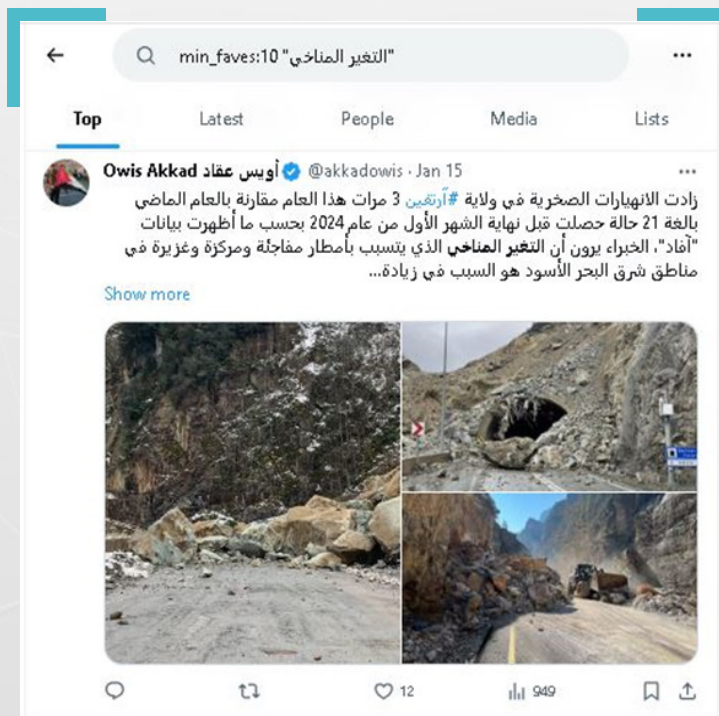 min_faves:10 "التغير المناخي"
Top Latest People Media Lists
Owis Akkad أويس عقاد @akkadowis · Jan 15
زادت الانهيارات الصخرية في ولاية #آرتفين 3 مرات هذا العام مقارنة بالعام الماضي
بالغة 21 حالة حصلت قبل نهاية الشهر الأول من عام 2024 بحسب ما أظهرت بيانات
"آفاد"، الخبراء يرون أن التغير المناخي الذي يتسبب بأمطار مفاجئة ومركزة وغزيرة في
مناطق شرق البحر الأسود هو السبب في زيادة...
Show more
12 949